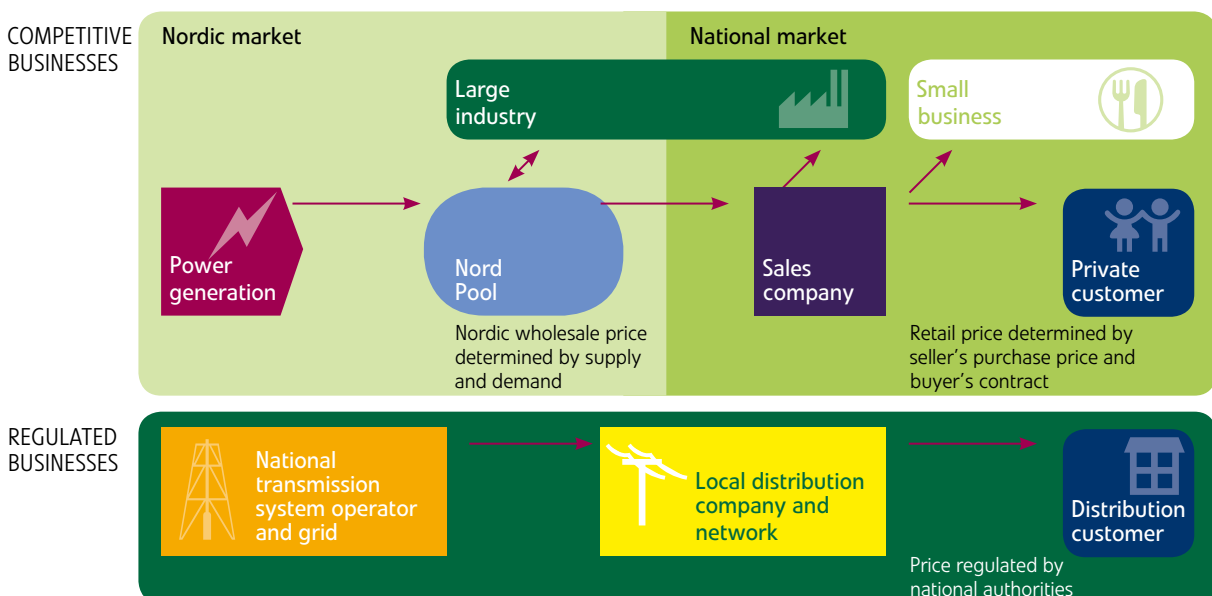 COMPETITIVE
BUSINESSES
Nordic market
National market
Large
industry
Small
business
Power
generation
Nord
Pool
Sales
company
Private
customer
Nordic wholesale price
determined by supply
and demand
Retail price determined by
seller's purchase price and
buyer's contract
REGULATED
BUSINESSES
National
transmission
system operator
and grid
Local distribution
company and
network
Distribution
customer
Price regulated by
national authorities